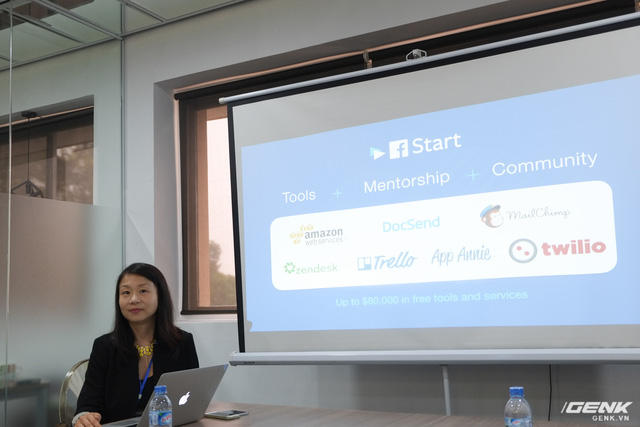 f Start
Tools + Mentorship + Community
amazon web services DocSend MailChimp
zendesk Trello App Annie twilio
Up to $80,000 in free tools and services
GENK
GENK.VN